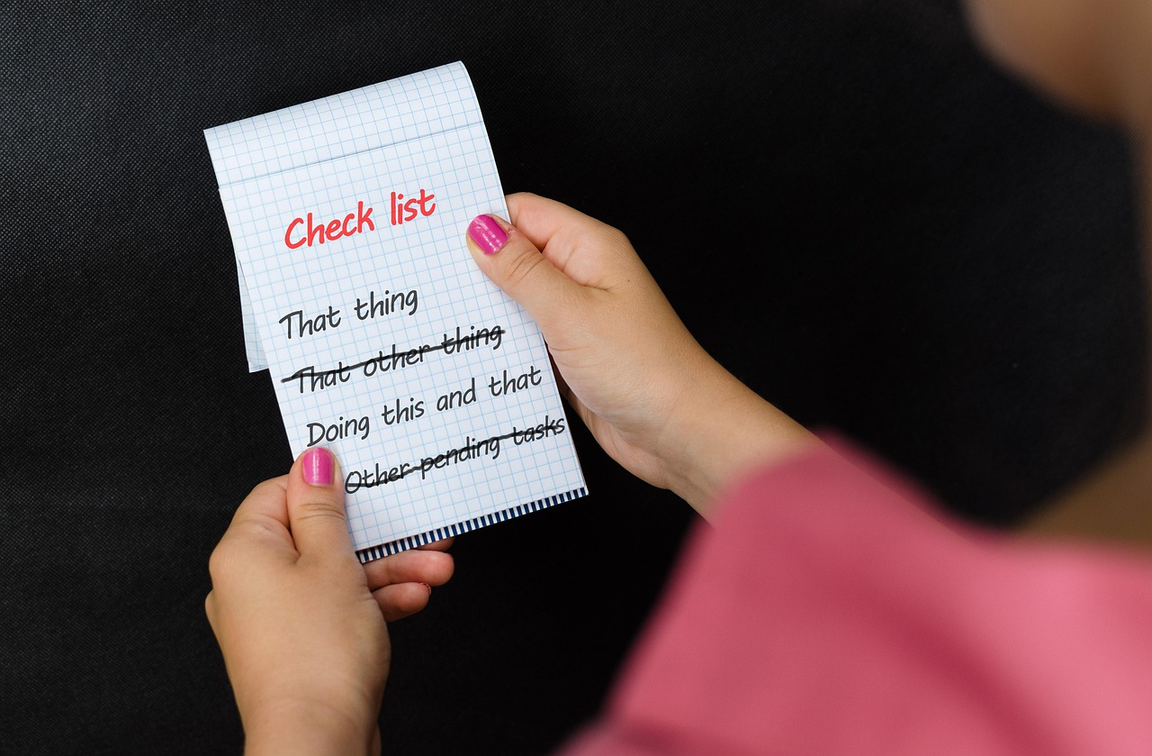 Check list
That thing
That other thing
Doing this and that
Other pending tasks